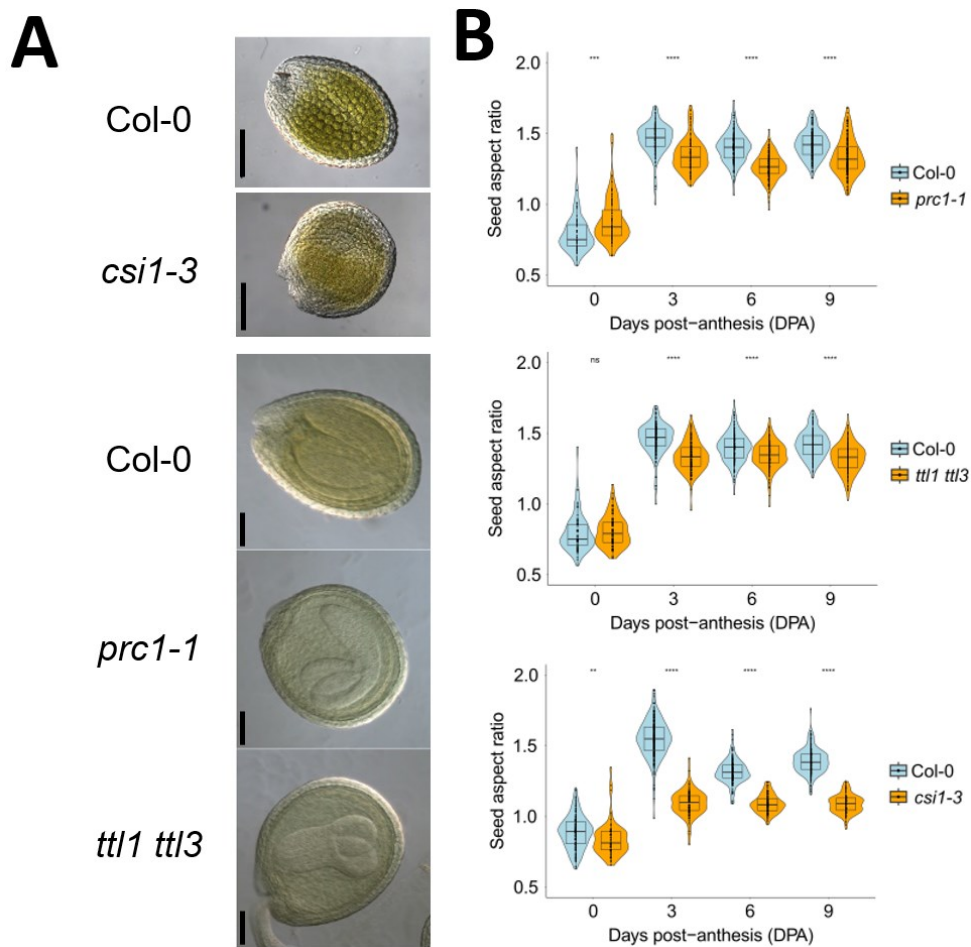 A
Col-0
csi1-3
Col-0
prc1-1
ttl1 ttl3
B
2.0
1.5
1.0
0.5
Seed aspect ratio
*** **** **** ****
0 3 6 9
Days post−anthesis (DPA)
Col-0
prc1-1
2.0
1.5
1.0
0.5
Seed aspect ratio
ns **** **** ****
0 3 6 9
Days post−anthesis (DPA)
Col-0
ttl1 ttl3
2.0
1.5
1.0
0.5
Seed aspect ratio
** **** **** ****
0 3 6 9
Days post−anthesis (DPA)
Col-0
csi1-3